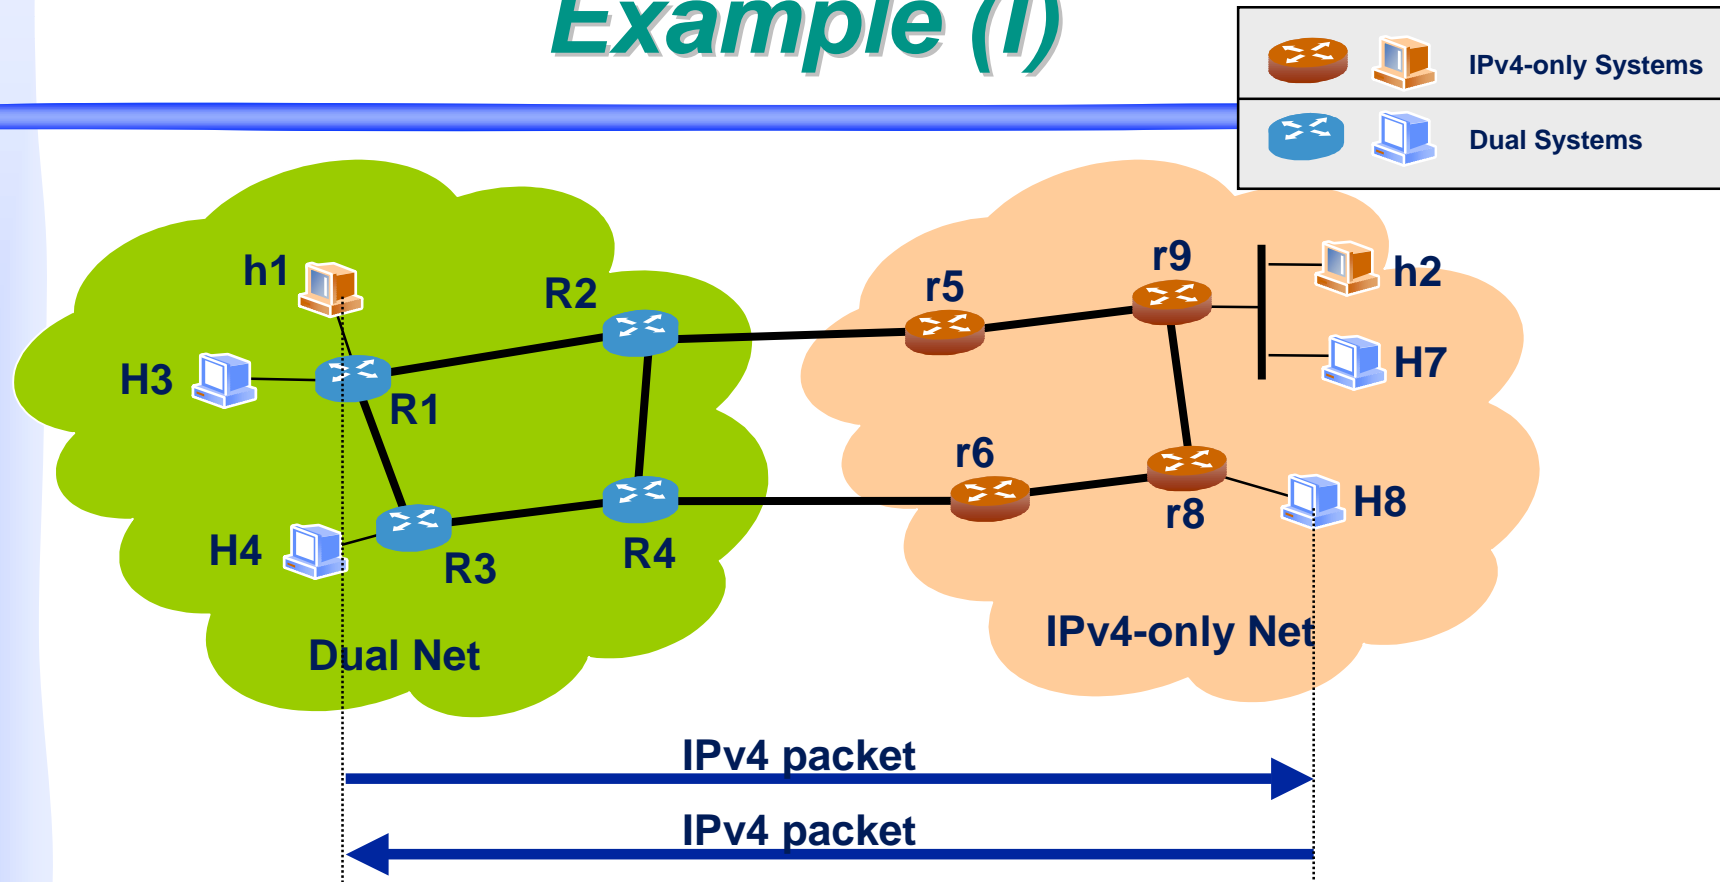 Example (I)
IPv4-only Systems
Dual Systems
h1
R2
r5
r9
h2
H3
R1
H7
r6
r8
H8
H4
R3
R4
Dual Net
IPv4-only Net
IPv4 packet
IPv4 packet